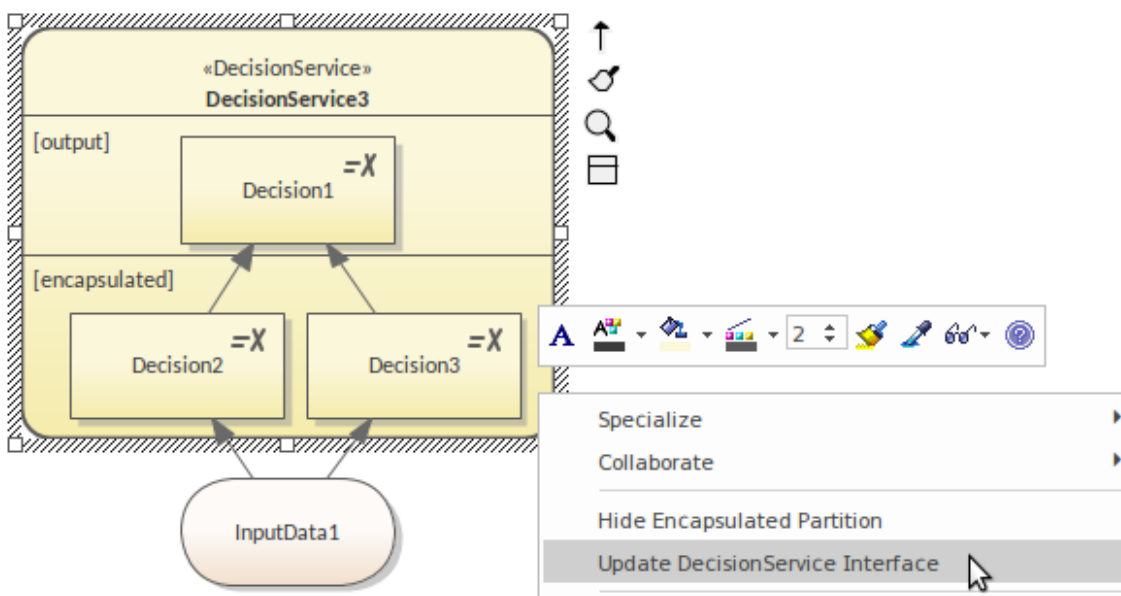 «DecisionService»
DecisionService3
[output]
=X
Decision1
[encapsulated]
=X
Decision2
=X
Decision3
InputData1
A
A
2
?
Specialize
Collaborate
Hide Encapsulated Partition
Update DecisionService Interface